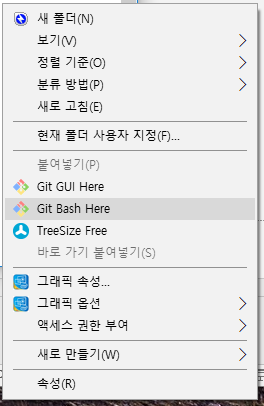 새 폴더(N)
보기(V)
정렬 기준(O)
분류 방법(P)
새로 고침(E)
현재 폴더 사용자 지정(F)...
붙여넣기(P)
Git GUI Here
Git Bash Here
TreeSize Free
바로 가기 붙여넣기(S)
그래픽 속성...
그래픽 옵션
액세스 권한 부여
새로 만들기(W)
속성(R)